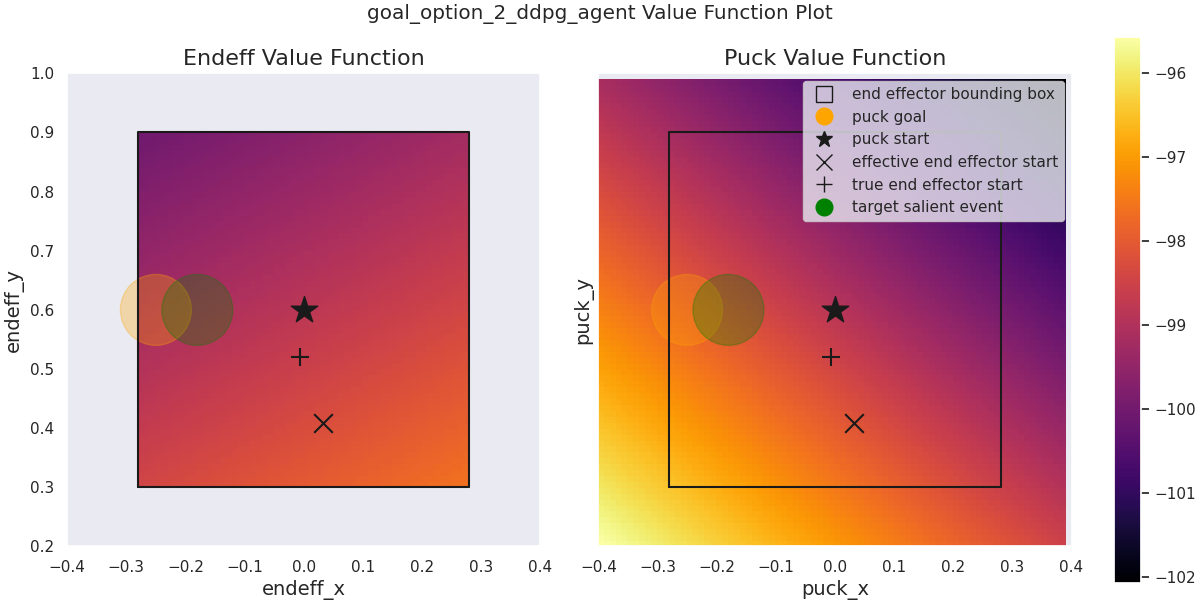 goal_option_2_ddpg_agent Value Function Plot
Endeff Value Function
Puck Value Function
1.0
0.9
0.8
0.7
0.6
0.5
0.4
0.3
0.2
endeff_y
−0.4 −0.3 −0.2 −0.1 0.0 0.1 0.2 0.3 0.4
endeff_x
puck_y
end effector bounding box
puck goal
puck start
effective end effector start
true end effector start
target salient event
−0.4 −0.3 −0.2 −0.1 0.0 0.1 0.2 0.3 0.4
puck_x
−96
−97
−98
−99
−100
−101
−102